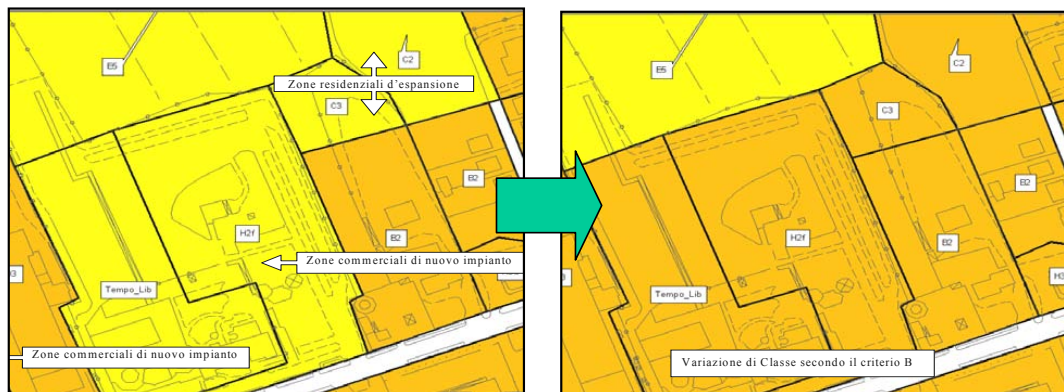 E5
C2
Zone residenziali d'espansione
C3
B2
H2f
B2
Zone commerciali di nuovo impianto
Tempo_Lib
Zone commerciali di nuovo impianto
E5
C2
C3
B2
H2f
B2
Tempo_Lib
Variazione di Classe secondo il criterio B